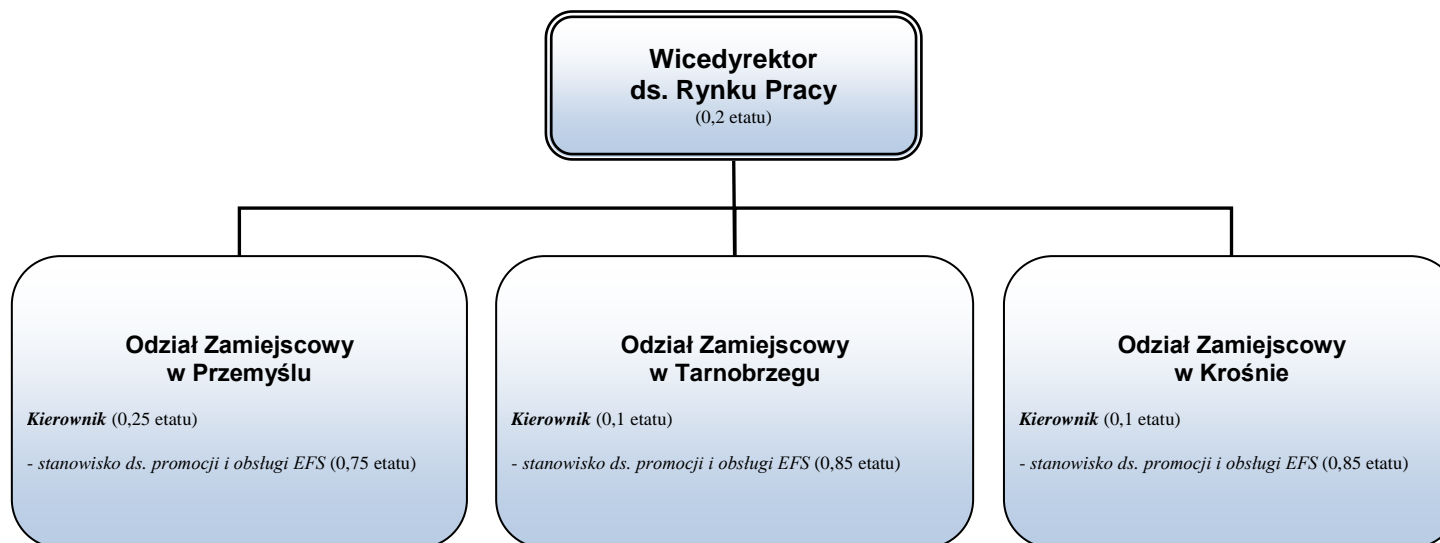 Wicedyrektor
ds. Rynku Pracy
(0,2 etatu)
Odział Zamiejscowy
w Przemyślu
Kierownik (0,25 etatu)
- stanowisko ds. promocji i obsługi EFS (0,75 etatu)
Odział Zamiejscowy
w Tarnobrzegu
Kierownik (0,1 etatu)
- stanowisko ds. promocji i obsługi EFS (0,85 etatu)
Odział Zamiejscowy
w Krośnie
Kierownik (0,1 etatu)
- stanowisko ds. promocji i obsługi EFS (0,85 etatu)